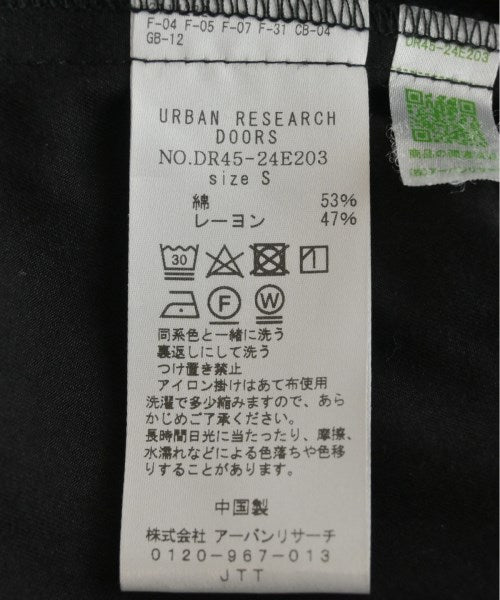 F-04 F-05 F-07 F-31 CB-04
GB-12
URBAN RESEARCH
DOORS
NO.DR45-24E203
size S
綿 53%
レーヨン 47%
30
F
W
同系色と一緒に洗う
裏返しにして洗う
つけ置き禁止
アイロン掛けはあて布使用
洗濯で多少縮みますので、あら
かじめご了承ください。
長時間日光に当たったり、摩擦、
水濡れなどによる色落ちや色移
りすることがあります。
中国製
株式会社 アーバンリサーチ
0120-967-013
JTT
DR45-24E203